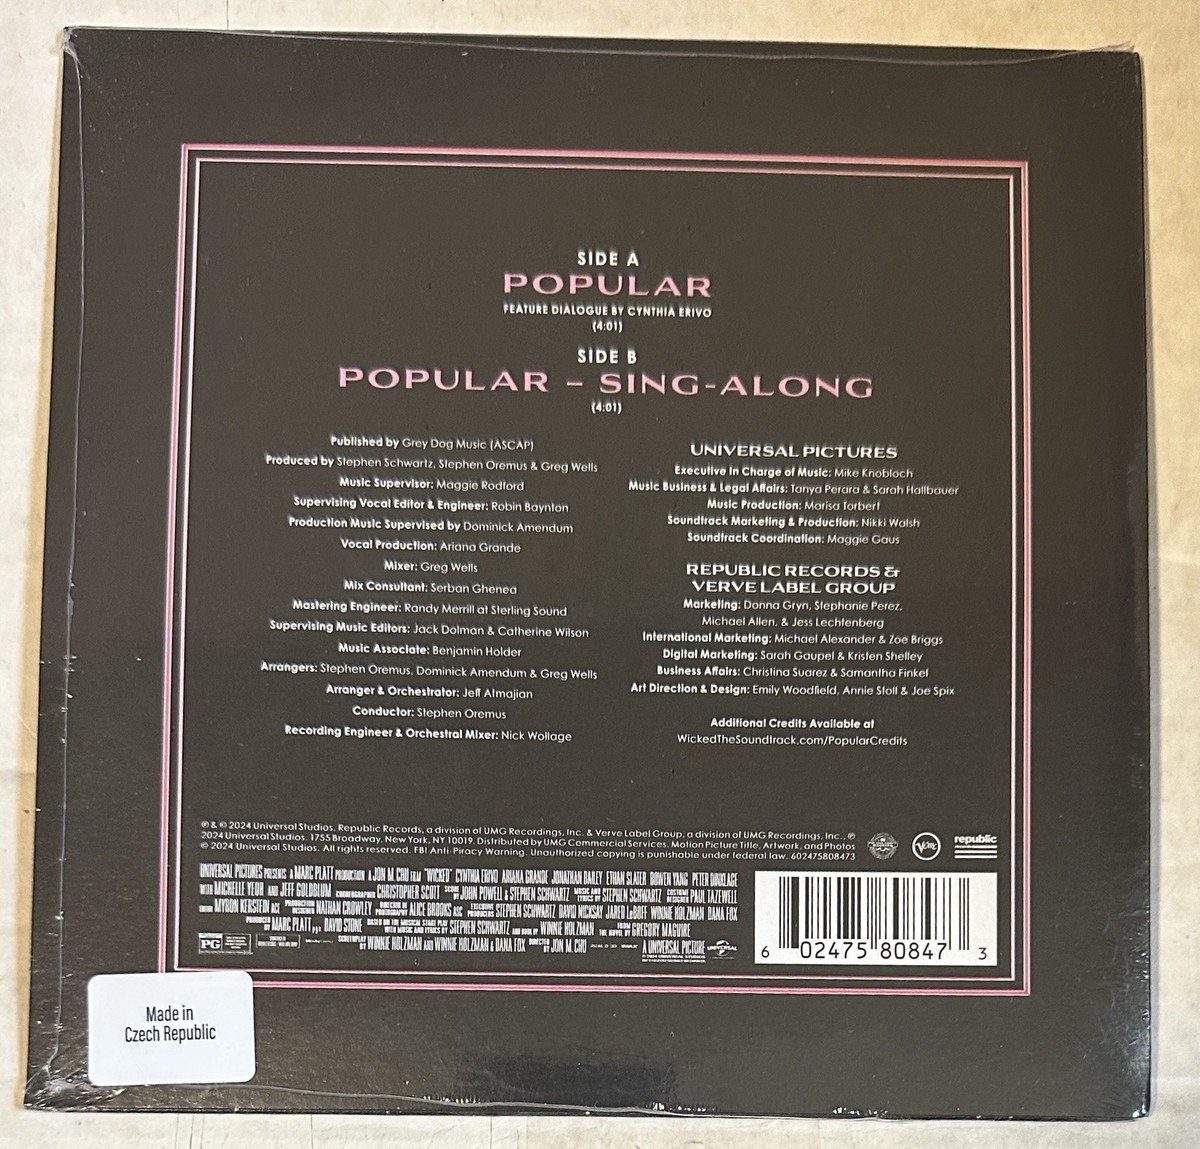 SIDE A
POPULAR
FEATURE DIALOGUE BY CYNTHIA ERIVO
(4:01)
SIDE B
POPULAR – SING-ALONG
(4:01)
Published by Grey Dog Music (ASCAP)
Produced by Stephen Schwartz, Stephen Oremus & Greg Wells
Music Supervisor: Maggie Rodford
Supervising Vocal Editor & Engineer: Robin Baynton
Production Music Supervised by Dominick Amendum
Vocal Production: Ariana Grande
Mixer: Greg Wells
Mix Consultant: Serban Ghenea
Mastering Engineer: Randy Merrill at Sterling Sound
Supervising Music Editors: Jack Dolman & Catherine Wilson
Music Associate: Benjamin Holder
Arrangers: Stephen Oremus, Dominick Amendum & Greg Wells
Arranger & Orchestrator: Jeff Atmajian
Conductor: Stephen Oremus
Recording Engineer & Orchestral Mixer: Nick Wollage
UNIVERSAL PICTURES
Executive In Charge of Music: Mike Knobloch
Music Business & Legal Affairs: Tanya Perara & Sarah Hallbauer
Music Production: Marisa Torbert
Soundtrack Marketing & Production: Nikki Walsh
Soundtrack Coordination: Maggie Gaus
REPUBLIC RECORDS &
VERVE LABEL GROUP
Marketing: Donna Gryn, Stephanie Perez,
Michael Allen, & Jess Lechtenberg
International Marketing: Michael Alexander & Zoe Briggs
Digital Marketing: Sarah Gaupel & Kristen Shelley
Business Affairs: Christina Suarez & Samantha Finkel
Art Direction & Design: Emily Woodfield, Annie Stoll & Joe Spix
Additional Credits Available at
WickedTheSoundtrack.com/PopularCredits
℗ & © 2024 Universal Studios, Republic Records, a division of UMG Recordings, Inc. & Verve Label Group, a division of UMG Recordings, Inc., ℗
2024 Universal Studios. 1755 Broadway, New York, NY 10019. Distributed by UMG Commercial Services. Motion Picture Title, Artwork, and Photos
© 2024 Universal Studios. All rights reserved. FBI Anti-Piracy Warning. Unauthorized copying is punishable under federal law. 602475808473
Verve
republic
UNIVERSAL PICTURES PRESENTS A MARC PLATT PRODUCTION A JON M. CHU FILM "WICKED" CYNTHIA ERIVO ARIANA GRANDE JONATHAN BAILEY ETHAN SLATER BOWEN YANG PETER DINKLAGE
WITH MICHELLE YEOH AND JEFF GOLDBLUM CHOREOGRAPHER CHRISTOPHER SCOTT SCORE BY JOHN POWELL & STEPHEN SCHWARTZ MUSIC AND LYRICS BY STEPHEN SCHWARTZ COSTUME DESIGNER PAUL TAZEWELL
EDITOR MYRON KERSTEIN ACE PRODUCTION DESIGNER NATHAN CROWLEY DIRECTOR OF PHOTOGRAPHY ALICE BROOKS ASC EXECUTIVE PRODUCERS STEPHEN SCHWARTZ DAVID NICKSAY JARED LeBOFF WINNIE HOLZMAN DANA FOX
PRODUCED BY MARC PLATT p.g.a. DAVID STONE BASED ON THE MUSICAL STAGE PLAY WITH MUSIC AND LYRICS BY STEPHEN SCHWARTZ AND BOOK BY WINNIE HOLZMAN FROM THE NOVEL BY GREGORY MAGUIRE
PG SCREENPLAY BY WINNIE HOLZMAN AND WINNIE HOLZMAN & DANA FOX DIRECTED BY JON M. CHU A UNIVERSAL PICTURE UNIVERSAL
6 02475 80847 3
Made in
Czech Republic